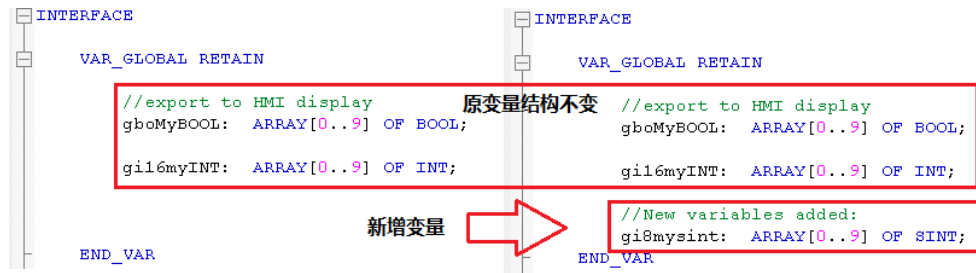 INTERFACE
VAR_GLOBAL RETAIN
//export to HMI display
gboMyBOOL: ARRAY[0..9] OF BOOL;
gi16myINT: ARRAY[0..9] OF INT;
END_VAR
原变量结构不变
新增变量
INTERFACE
VAR_GLOBAL RETAIN
//export to HMI display
gboMyBOOL: ARRAY[0..9] OF BOOL;
gi16myINT: ARRAY[0..9] OF INT;
//New variables added:
gi8mysint: ARRAY[0..9] OF SINT;
END_VAR